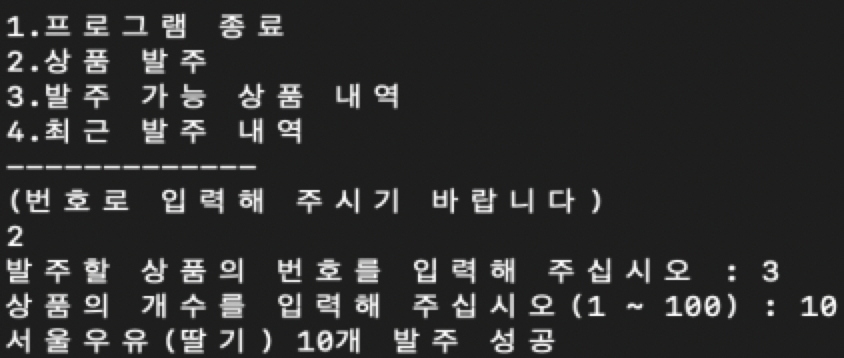 1.프로그램 종료
2.상품 발주
3.발주 가능 상품 내역
4.최근 발주 내역
-------------
(번호로 입력해 주시기 바랍니다)
2
발주할 상품의 번호를 입력해 주십시오 : 3
상품의 개수를 입력해 주십시오(1 ~ 100) : 10
서울우유(딸기) 10개 발주 성공